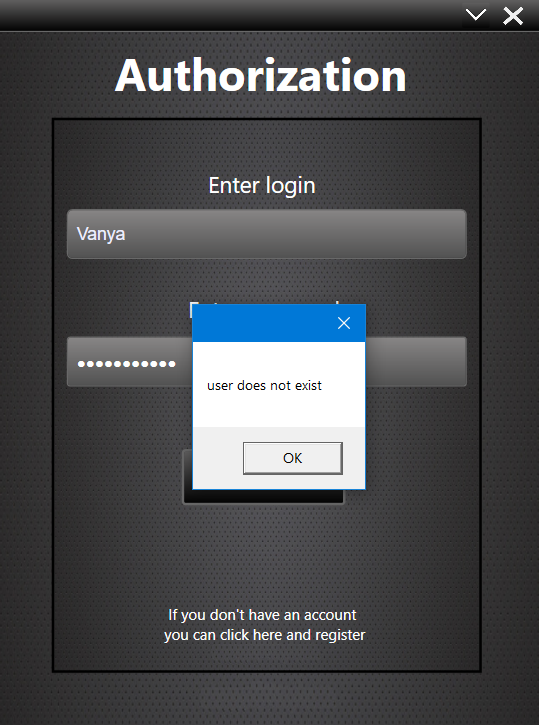 Authorization
Enter login
Vanya
user does not exist
OK
If you don't have an account
you can click here and register